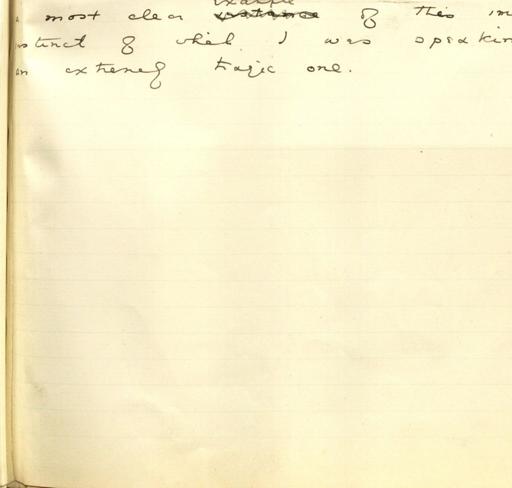 example
a most clear instance of this in
stinct of which I was speakin
an extremely tragic one.